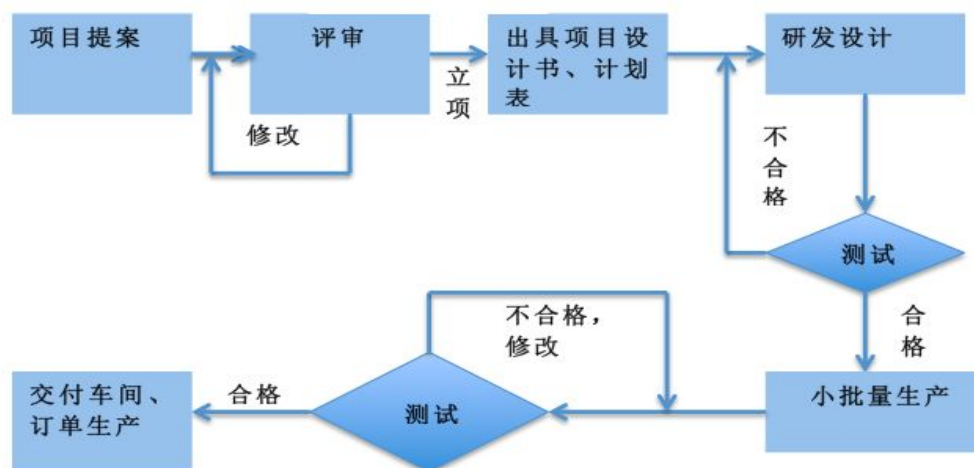 项目提案
评审
出具项目设
计书、计划
表
研发设计
立
项
修改
不
合
格
测试
合
格
不合格，
修改
小批量生产
测试
合格
交付车间、
订单生产